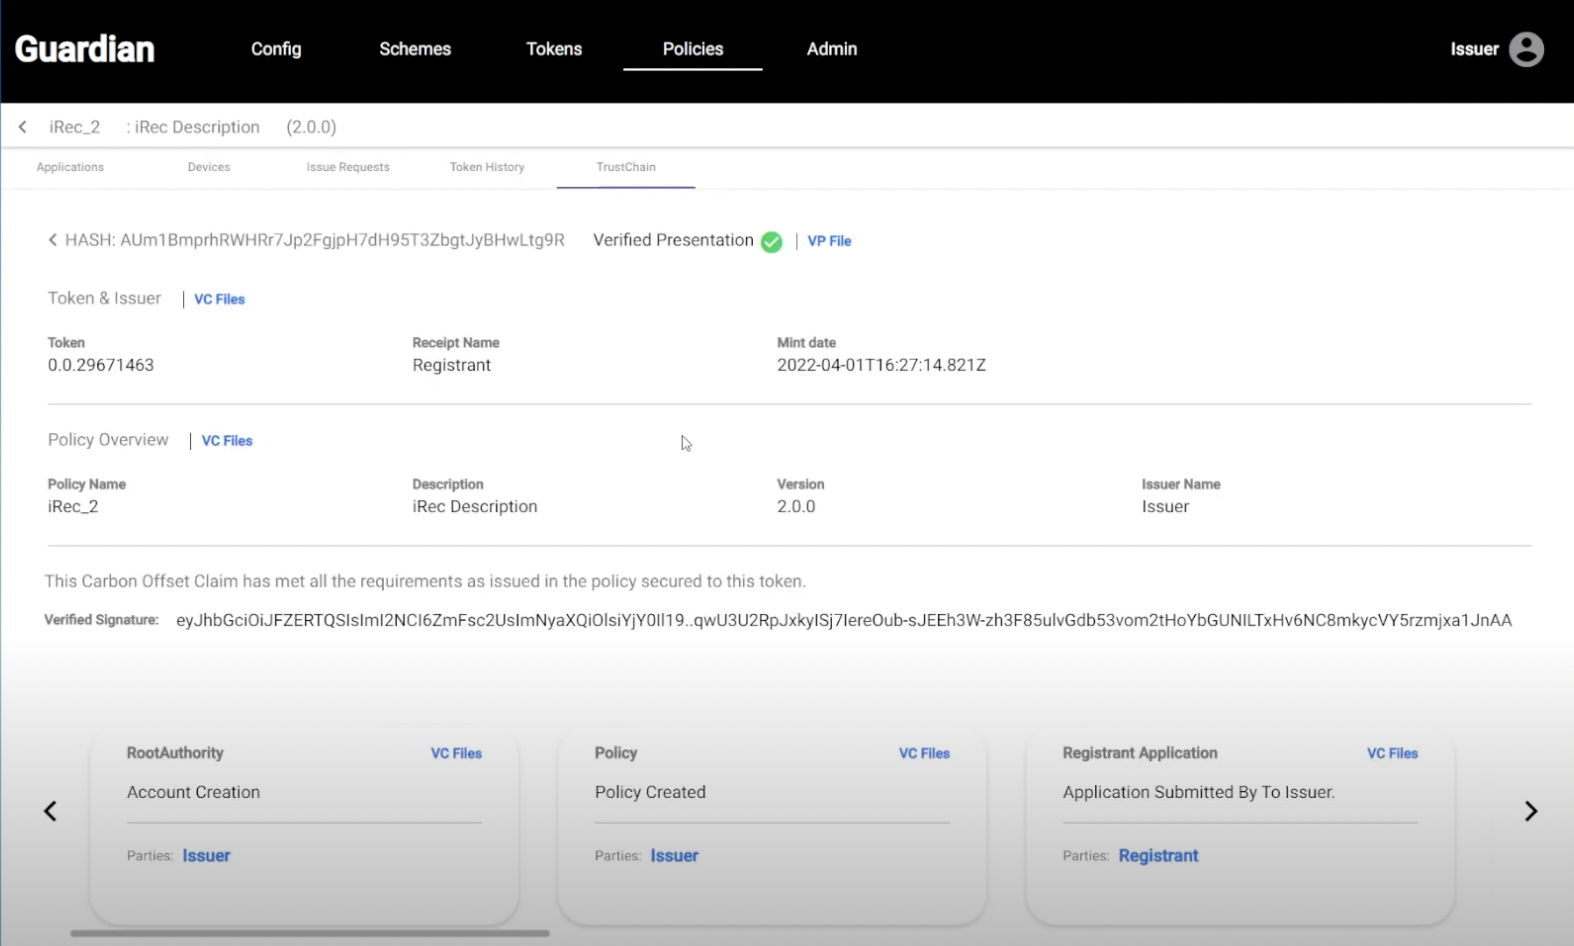 Guardian Config Schemes Tokens Policies Admin Issuer
iRec_2 : iRec Description (2.0.0)
Applications Devices Issue Requests Token History TrustChain
HASH: AUm1BmprhRWHRr7Jp2FgjpH7dH95T3ZbgtJyBHwLtg9R Verified Presentation | VP File
Token & Issuer | VC Files
Token Receipt Name Mint date
0.0.29671463 Registrant 2022-04-01T16:27:14.821Z
Policy Overview | VC Files
Policy Name Description Version Issuer Name
iRec_2 iRec Description 2.0.0 Issuer
This Carbon Offset Claim has met all the requirements as issued in the policy secured to this token.
Verified Signature: eyJhbGciOiJFZERTQSIsImI2NCI6ZmFsc2UsImNyaXQiOlsiYjY0Il19..qwU3U2RpJxkyISj7IereOub-sJEEh3W-zh3F85ulvGdb53vom2tHoYbGUNILTxHv6NC8mkycVY5rzmjxa1JnAA
RootAuthority VC Files Policy VC Files Registrant Application VC Files
Account Creation Policy Created Application Submitted By To Issuer.
Parties: Issuer Parties: Issuer Parties: Registrant